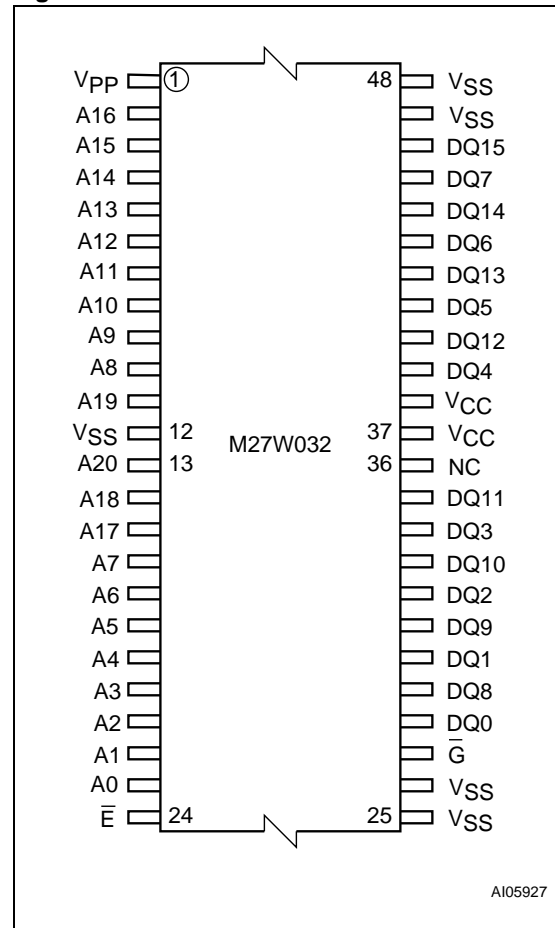 VPP 1 48 VSS
A16 VSS
A15 DQ15
A14 DQ7
A13 DQ14
A12 DQ6
A11 DQ13
A10 DQ5
A9 DQ12
A8 DQ4
A19 VCC
VSS 12 M27W032 37 VCC
A20 13 36 NC
A18 DQ11
A17 DQ3
A7 DQ10
A6 DQ2
A5 DQ9
A4 DQ1
A3 DQ8
A2 DQ0
A1 G̅
A0 VSS
E̅ 24 25 VSS
AI05927